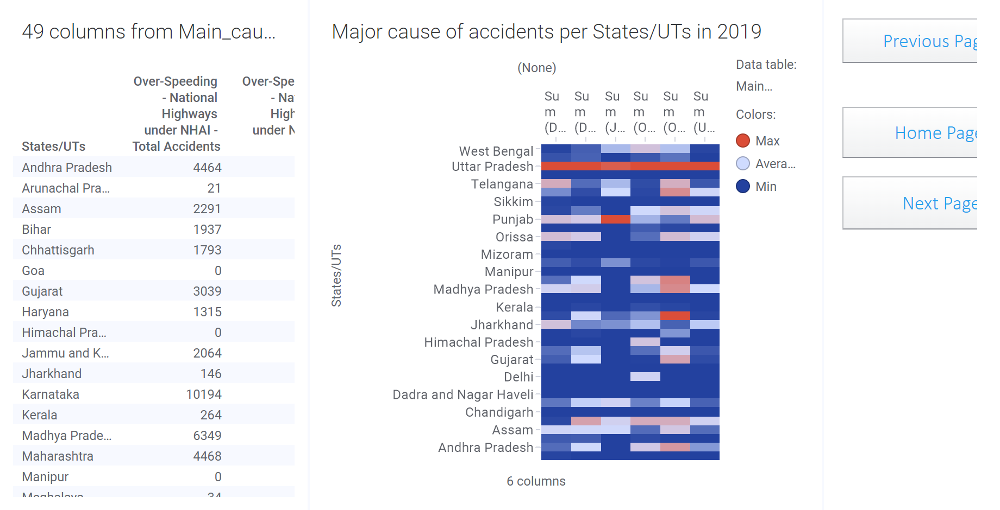 49 columns from Main_cau...
States/UTs
Over-Speeding
- National
Highways
under NHAI -
Total Accidents
Over-Spe
- Na
High
under N
Andhra Pradesh 4464
Arunachal Pra... 21
Assam 2291
Bihar 1937
Chhattisgarh 1793
Goa 0
Gujarat 3039
Haryana 1315
Himachal Pra... 0
Jammu and K... 2064
Jharkhand 146
Karnataka 10194
Kerala 264
Madhya Prade... 6349
Maharashtra 4468
Manipur 0
Meghalaya 34
Major cause of accidents per States/UTs in 2019
(None)
Su
m
(D...
Su
m
(D...
Su
m
(J...
Su
m
(O...
Su
m
(O...
Su
m
(U...
States/UTs
West Bengal
Uttar Pradesh
Telangana
Sikkim
Punjab
Orissa
Mizoram
Manipur
Madhya Pradesh
Kerala
Jharkhand
Himachal Pradesh
Gujarat
Delhi
Dadra and Nagar Haveli
Chandigarh
Assam
Andhra Pradesh
6 columns
Data table:
Main...
Colors:
Max
Avera...
Min
Previous Pag
Home Page
Next Page